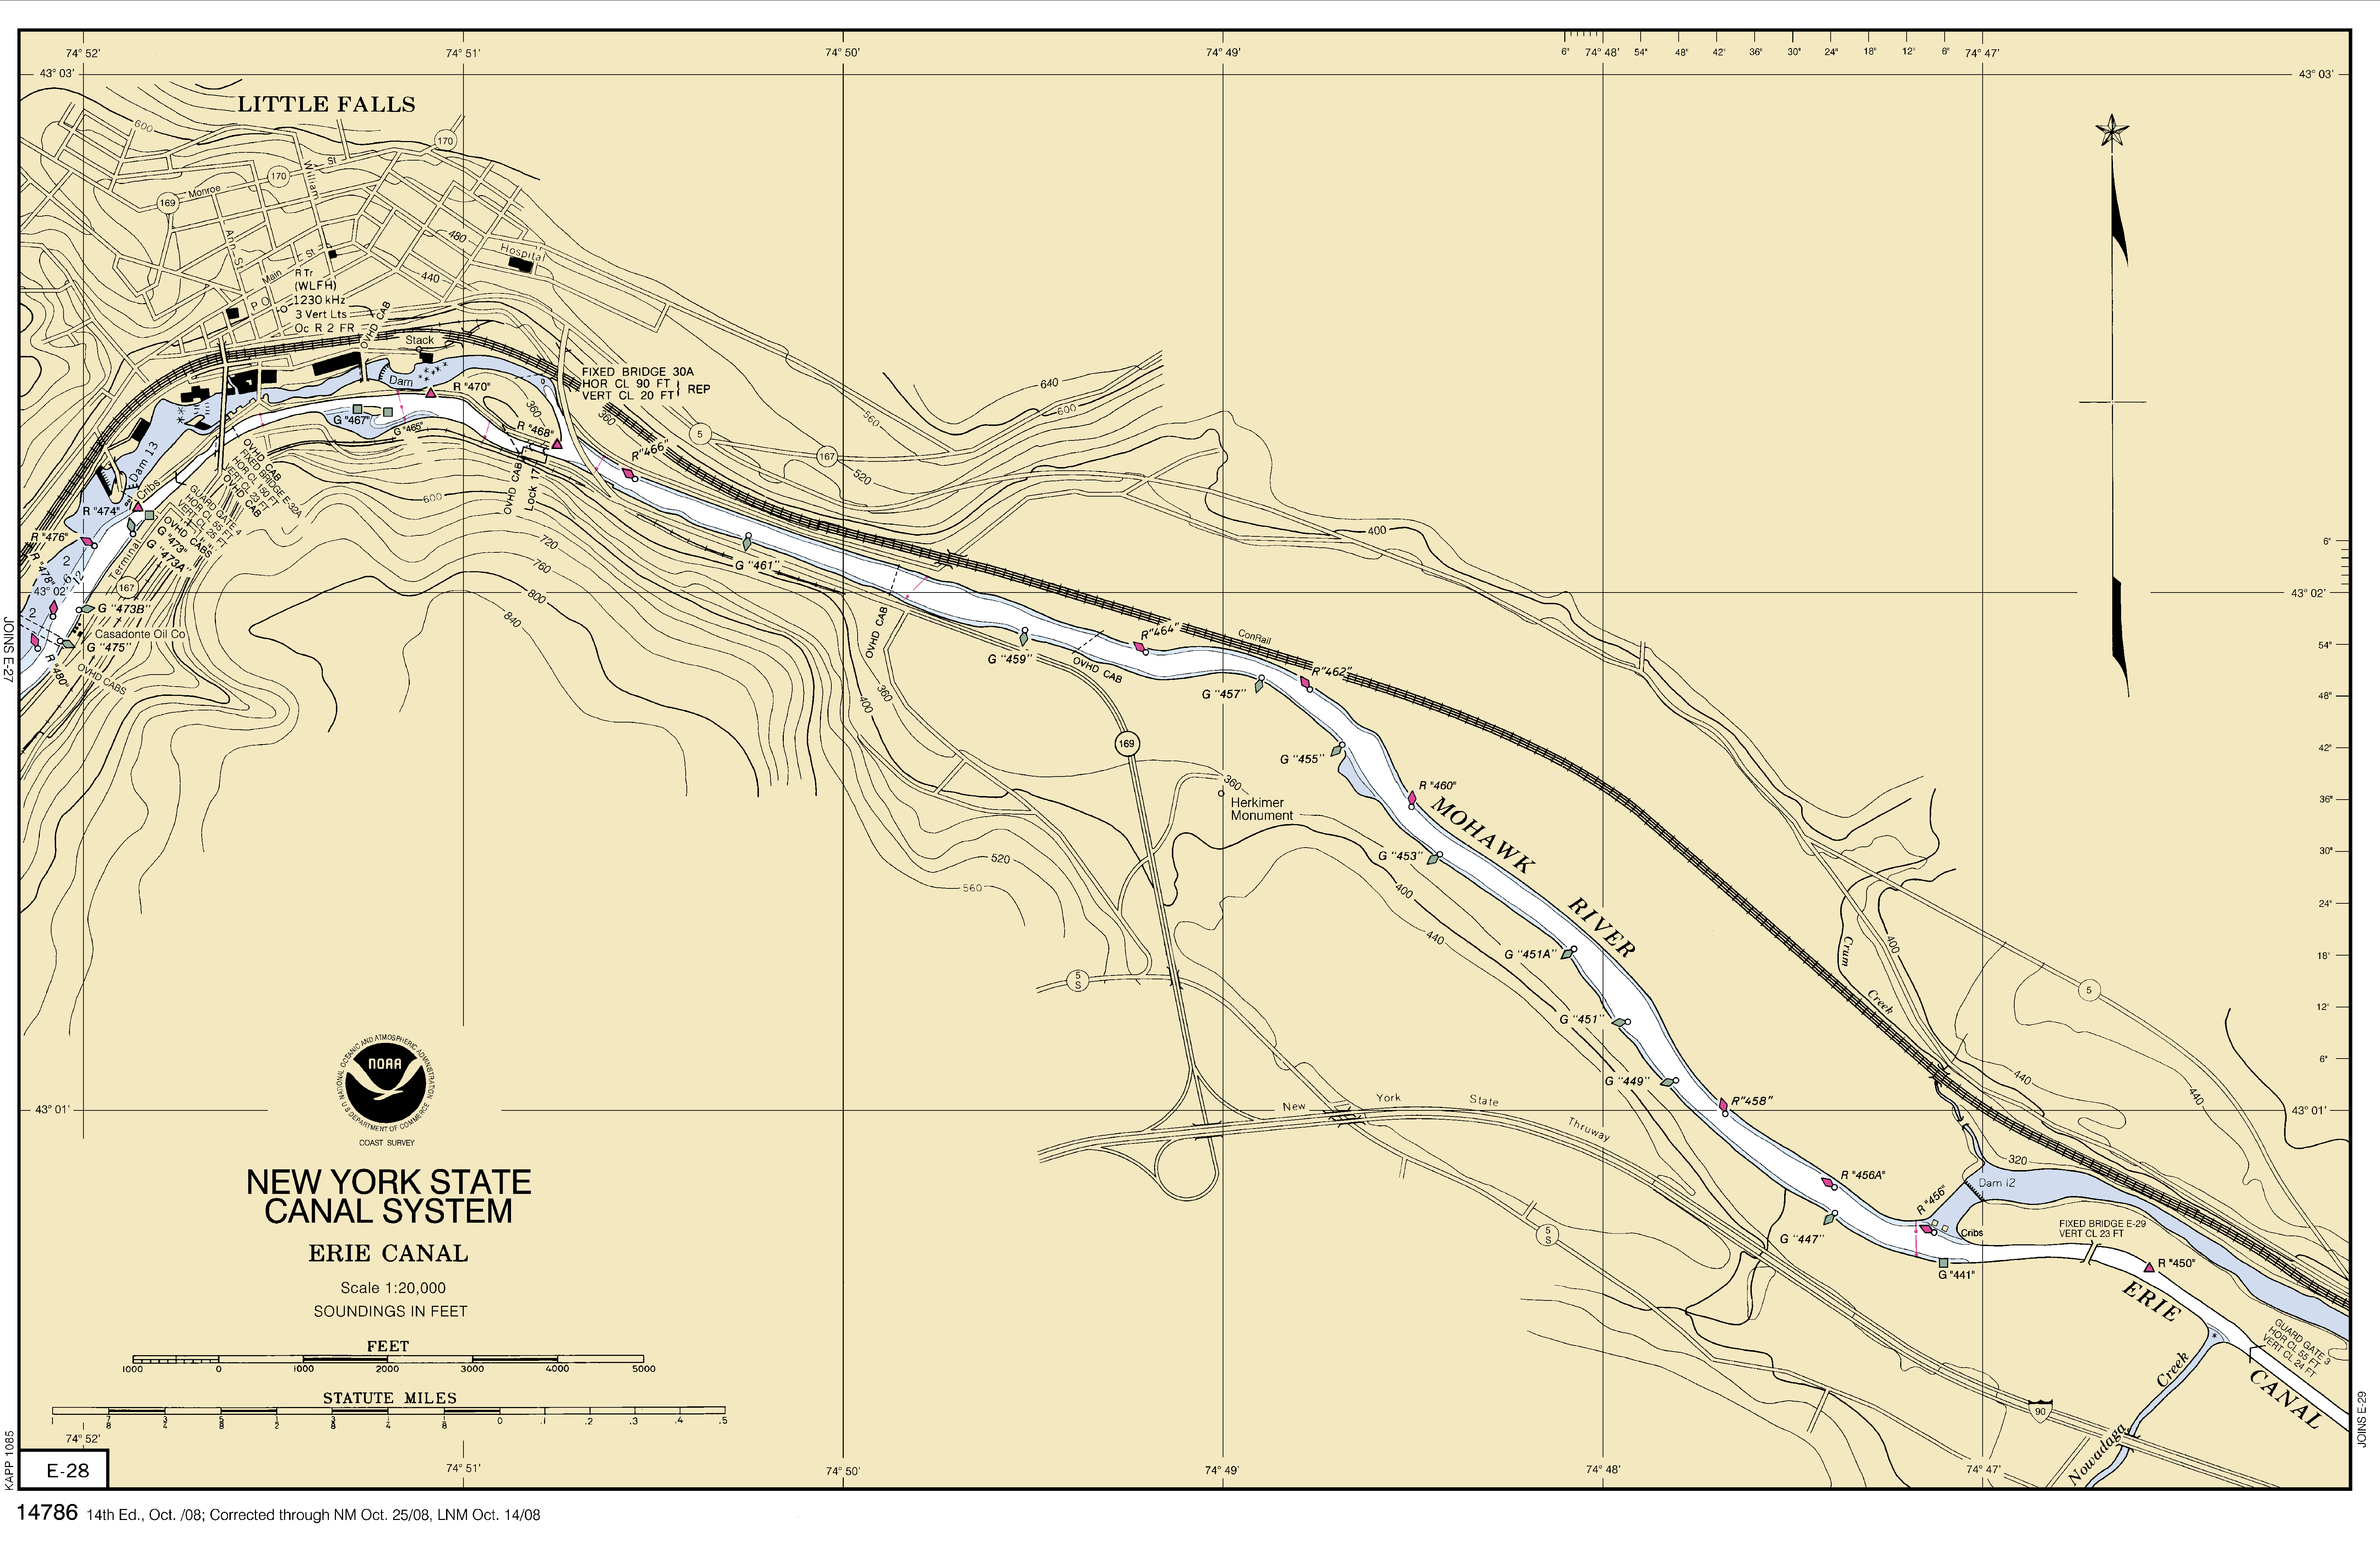 74° 52'
74° 51'
74° 50'
74° 49'
6"
74° 48'
54"
48"
42"
36"
30"
24"
18"
12"
6"
74° 47'
43° 03'
43° 03'
LITTLE FALLS
600
170
St
William
170
Monroe
169
Ann St
480
Hospital
440
Main
St
R Tr
(WLFH)
1230 kHz
3 Vert Lts
Oc R 2 FR
P O
OVHD CAB
Stack
Dam
R "470"
FIXED BRIDGE 30A
HOR CL 90 FT
VERT CL 20 FT
REP
640
600
560
360
360
G "467"
G "465"
R "468"
R "466"
5
167
520
Dam 13
Cribs
OVHD CAB
FIXED BRIDGE E-32A
HOR CL 160 FT
VERT CL 23 FT
OVHD CAB
GUARD GATE 4
HOR CL 55 FT
VERT CL 25 FT
OVHD CAB
Lock 17
600
R "474"
OVHD CABS
G "473"
G "473A"
R "476"
R "478"
Terminal
167
2
6
12
2
720
760
800
840
G "461"
400
6"
43° 02'
43° 02'
G "473B"
Casadonte Oil Co
G "475"
R "480"
OVHD CABS
JOINS E-27
OVHD CAB
G "459"
OVHD CAB
R "464"
ConRail
R "462"
G "457"
54"
48"
360
400
169
G "455"
42"
360
Herkimer
Monument
R "460"
MOHAWK
RIVER
36"
G "453"
30"
520
560
400
440
24"
Crum
Creek
400
G "451A"
18"
5
S
5
G "451"
12"
G "449"
6"
440
440
NATIONAL OCEANIC AND ATMOSPHERIC ADMINISTRATION
NOAA
U S DEPARTMENT OF COMMERCE
COAST SURVEY
43° 01'
43° 01'
New
York
State
Thruway
R "458"
320
Dam 12
R "456A"
R "456"
Cribs
G "447"
5
S
G "441"
FIXED BRIDGE E-29
VERT CL 23 FT
R "450"
ERIE
CANAL
GUARD GATE 3
HOR CL 55 FT
VERT CL 24 FT
Creek
Nowadaga
90
NEW YORK STATE
CANAL SYSTEM
ERIE CANAL
Scale 1:20,000
SOUNDINGS IN FEET
FEET
1000
0
1000
2000
3000
4000
5000
STATUTE MILES
1
7/8
3/4
5/8
1/2
3/8
1/4
1/8
0
.1
.2
.3
.4
.5
JOINS E-29
KAPP 1085
74° 52'
74° 51'
74° 50'
74° 49'
74° 48'
74° 47'
E-28
14786 14th Ed., Oct. /08; Corrected through NM Oct. 25/08, LNM Oct. 14/08